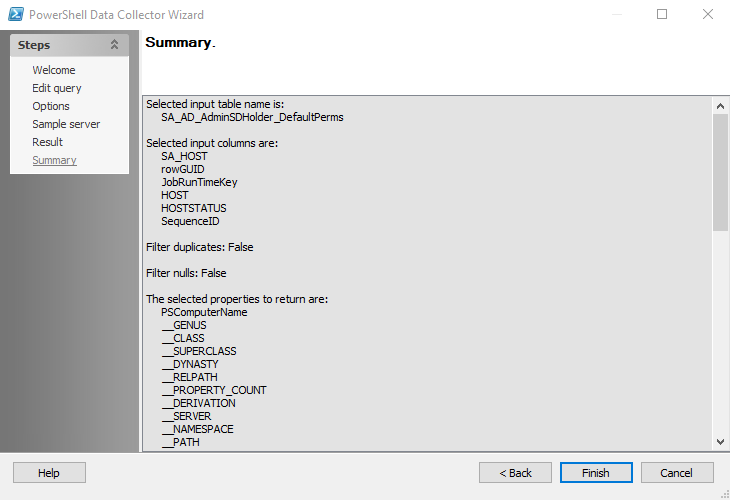 PowerShell Data Collector Wizard
Steps
Welcome
Edit query
Options
Sample server
Result
Summary
Summary.
Selected input table name is:
SA_AD_AdminSDHolder_DefaultPerms
Selected input columns are:
SA_HOST
rowGUID
JobRunTimeKey
HOST
HOSTSTATUS
SequenceID
Filter duplicates: False
Filter nulls: False
The selected properties to return are:
PSComputerName
__GENUS
__CLASS
__SUPERCLASS
__DYNASTY
__RELPATH
__PROPERTY_COUNT
__DERIVATION
__SERVER
__NAMESPACE
__PATH
Help
< Back
Finish
Cancel